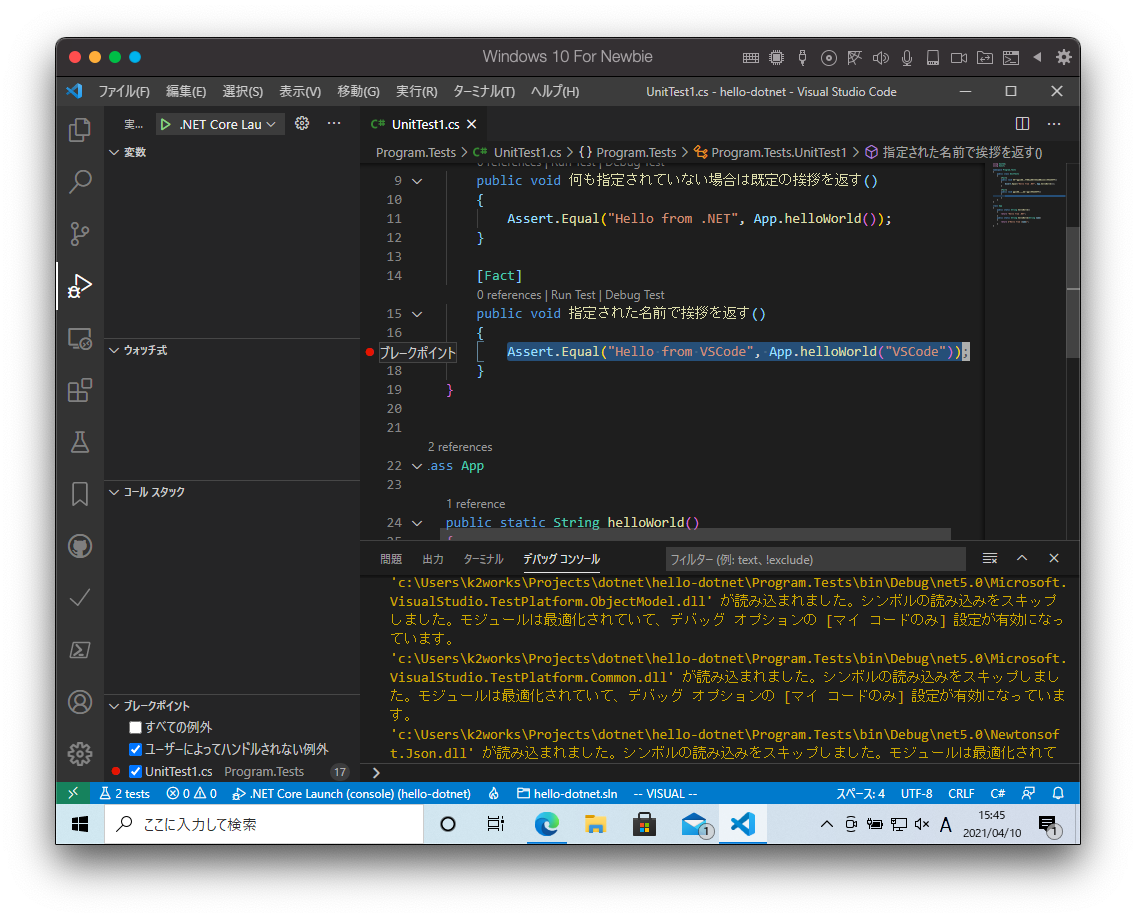 Windows 10 For Newbie
ファイル(F) 編集(E) 選択(S) 表示(V) 移動(G) 実行(R) ターミナル(T) ヘルプ(H) UnitTest1.cs - hello-dotnet - Visual Studio Code
実... .NET Core Lau ...
変数
ウォッチ式
コール スタック
ブレークポイント
すべての例外
ユーザーによってハンドルされない例外
UnitTest1.cs Program.Tests 17
C# UnitTest1.cs
Program.Tests > C# UnitTest1.cs > {} Program.Tests > Program.Tests.UnitTest1 > 指定された名前で挨拶を返す()
0 references | Run Test | Debug Test
9 public void 何も指定されていない場合は既定の挨拶を返す()
10 {
11 Assert.Equal("Hello from .NET", App.helloWorld());
12 }
13
14 [Fact]
0 references | Run Test | Debug Test
15 public void 指定された名前で挨拶を返す()
16 {
ブレークポイント Assert.Equal("Hello from VSCode", App.helloWorld("VSCode"));
18 }
19 }
20
21
2 references
22 ass App
23
1 reference
24 public static String helloWorld()
25 {
問題 出力 ターミナル デバッグ コンソール フィルター (例: text、!exclude)
'c:\Users\k2works\Projects\dotnet\hello-dotnet\Program.Tests\bin\Debug\net5.0\Microsoft.
VisualStudio.TestPlatform.ObjectModel.dll' が読み込まれました。シンボルの読み込みをスキップ
しました。モジュールは最適化されていて、デバッグ オプションの [マイ コードのみ] 設定が有効になっ
ています。
'c:\Users\k2works\Projects\dotnet\hello-dotnet\Program.Tests\bin\Debug\net5.0\Microsoft.
VisualStudio.TestPlatform.Common.dll' が読み込まれました。シンボルの読み込みをスキップしまし
た。モジュールは最適化されていて、デバッグ オプションの [マイ コードのみ] 設定が有効になっていま
す。
'c:\Users\k2works\Projects\dotnet\hello-dotnet\Program.Tests\bin\Debug\net5.0\Newtonsof
t.Json.dll' が読み込まれました。シンボルの読み込みをスキップしました。モジュールは最適化されて
2 tests 0 0 .NET Core Launch (console) (hello-dotnet) hello-dotnet.sln -- VISUAL -- スペース: 4 UTF-8 CRLF C#
ここに入力して検索 1 A 15:45 1
2021/04/10